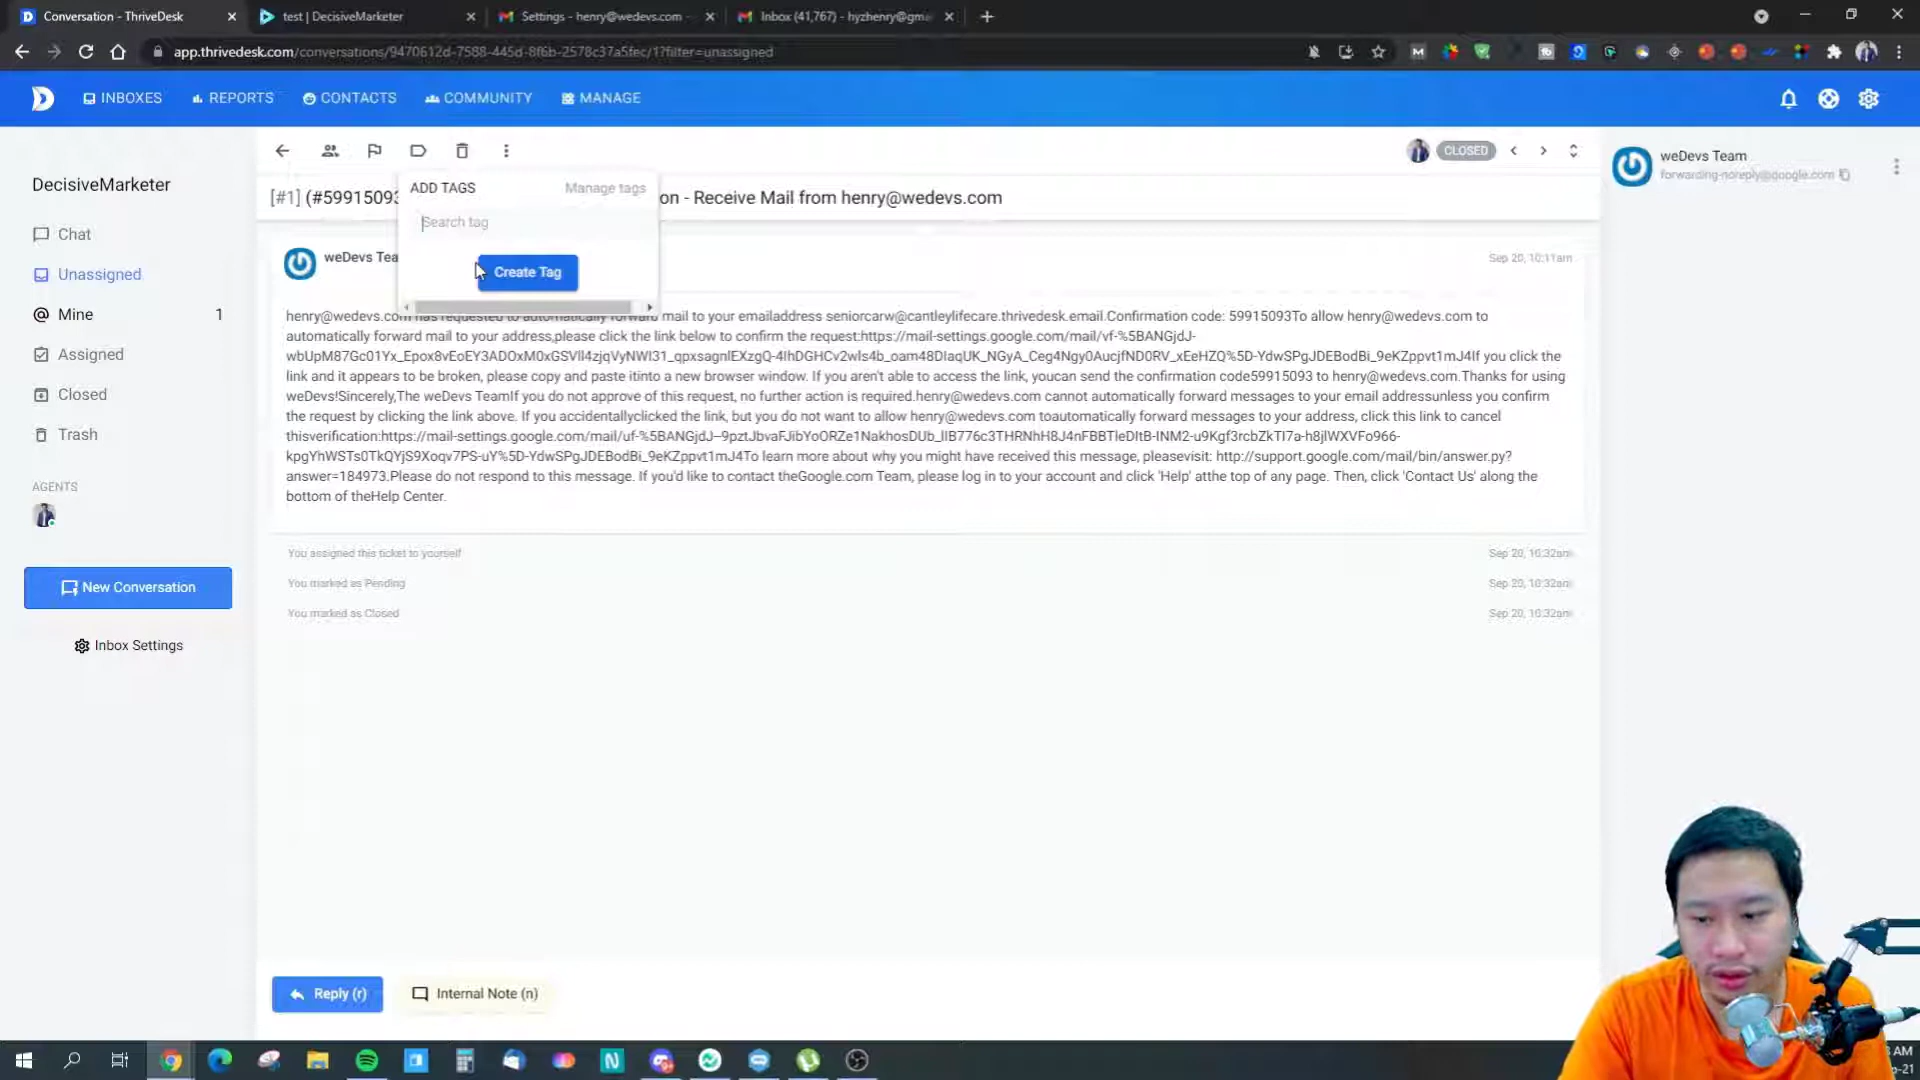 Conversation - ThriveDesk
test | DecisiveMarketer
Settings - henry@wedevs.com -
Inbox (41,767) - hyzhenry@gm
app.thrivedesk.com/conversations/9470612d-7588-445d-8f6b-2578c37a5fec/1?filter=unassigned
INBOXES
REPORTS
CONTACTS
COMMUNITY
MANAGE
CLOSED
weDevs Team
forwarding-noreply@google.com
DecisiveMarketer
Chat
Unassigned
Mine 1
Assigned
Closed
Trash
AGENTS
New Conversation
Inbox Settings
ADD TAGS Manage tags
Search tag
Create Tag
[#1] (#59915093 on - Receive Mail from henry@wedevs.com
weDevs Tea Sep 20, 10:11am
henry@wedevs.com has requested to automatically forward mail to your emailaddress seniorcarw@cantleylifecare.thrivedesk.email.Confirmation code: 59915093To allow henry@wedevs.com to
automatically forward mail to your address,please click the link below to confirm the request:https://mail-settings.google.com/mail/vf-%5BANGjdJ-
wbUpM87Gc01Yx_Epox8vEoEY3ADOxM0xGSVll4zjqVyNWI31_qpxsagnlEXzgQ-4IhDGHCv2wIs4b_oam48DIaqUK_NGyA_Ceg4Ngy0AucjfND0RV_xEeHZQ%5D-YdwSPgJDEBodBi_9eKZppvt1mJ4If you click the
link and it appears to be broken, please copy and paste itinto a new browser window. If you aren't able to access the link, youcan send the confirmation code59915093 to henry@wedevs.com.Thanks for using
weDevs!Sincerely,The weDevs TeamIf you do not approve of this request, no further action is required.henry@wedevs.com cannot automatically forward messages to your email addressunless you confirm
the request by clicking the link above. If you accidentallyclicked the link, but you do not want to allow henry@wedevs.com toautomatically forward messages to your address, click this link to cancel
thisverification:https://mail-settings.google.com/mail/uf-%5BANGjdJ--9pztJbvaFJibYoORZe1NakhosDUb_lIB776c3THRNhH8J4nFBBTleDItB-INM2-u9Kgf3rcbZkTI7a-h8jlWXVFo966-
kpgYhWSTs0TkQYjS9Xoqv7PS-uY%5D-YdwSPgJDEBodBi_9eKZppvt1mJ4To learn more about why you might have received this message, pleasevisit: http://support.google.com/mail/bin/answer.py?
answer=184973.Please do not respond to this message. If you'd like to contact theGoogle.com Team, please log in to your account and click 'Help' atthe top of any page. Then, click 'Contact Us' along the
bottom of theHelp Center.
You assigned this ticket to yourself Sep 20, 10:32am
You marked as Pending Sep 20, 10:32am
You marked as Closed Sep 20, 10:32am
Reply (r)
Internal Note (n)
AM
-21